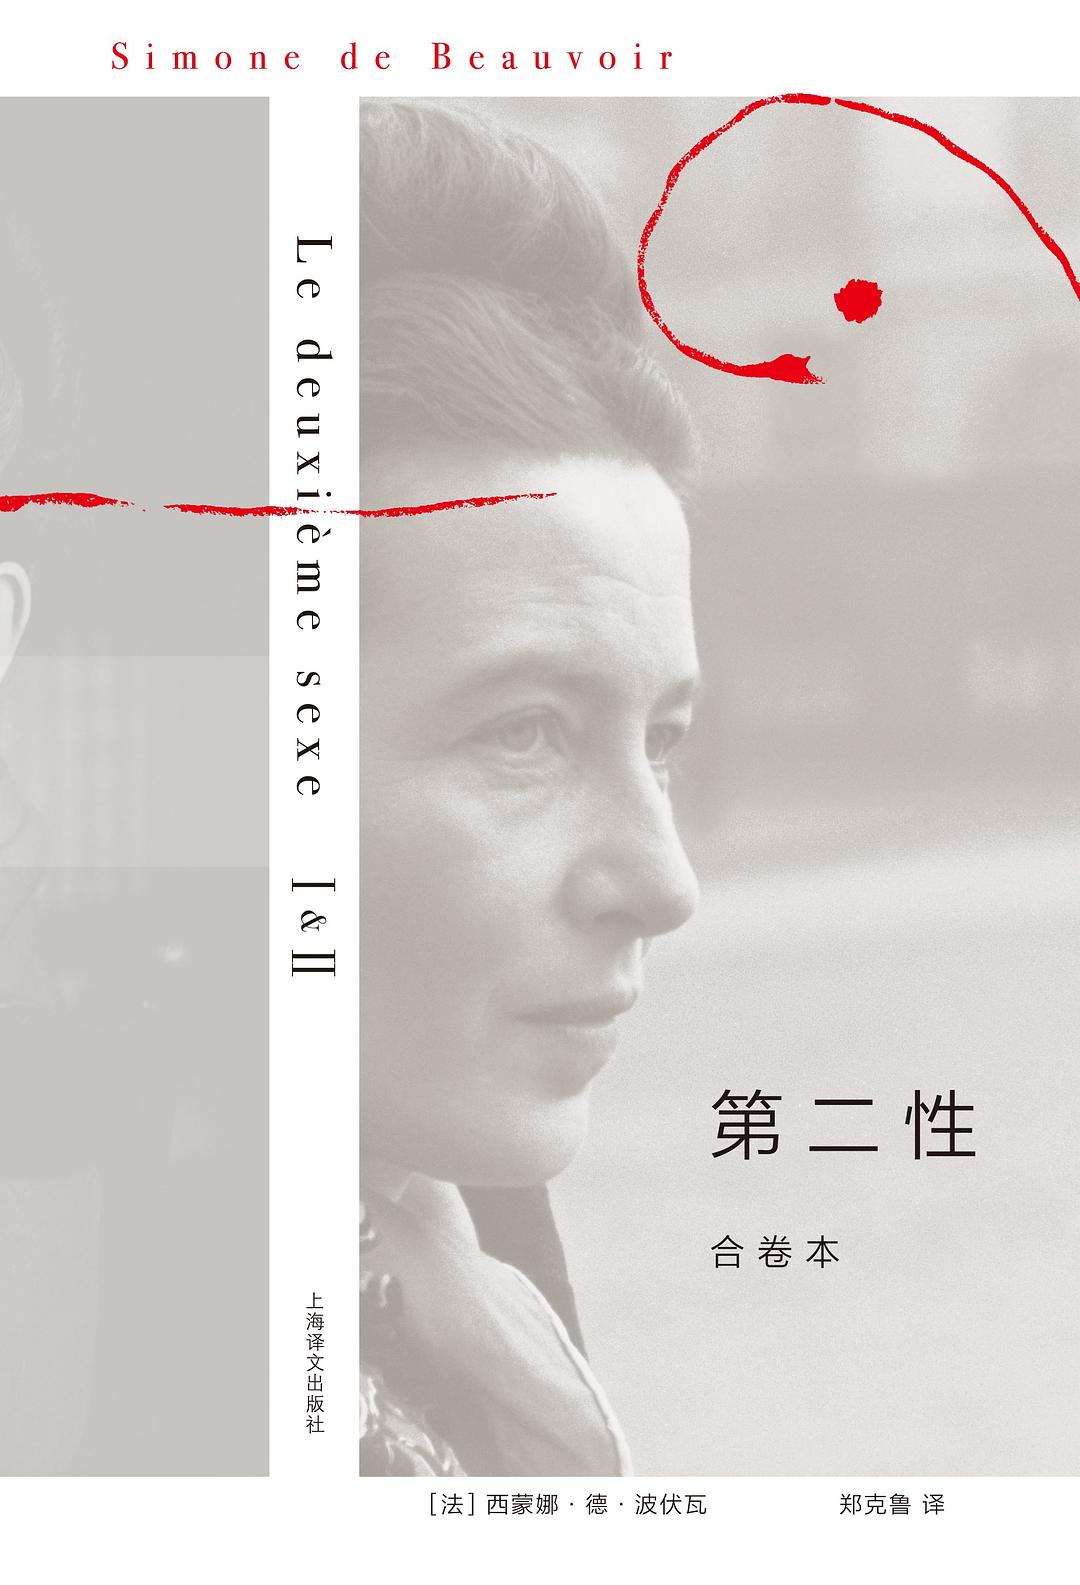 Simone de Beauvoir
Le deuxième sexe I & II
第二性
合卷本
上海译文出版社
[法] 西蒙娜 · 德 · 波伏瓦
郑克鲁 译